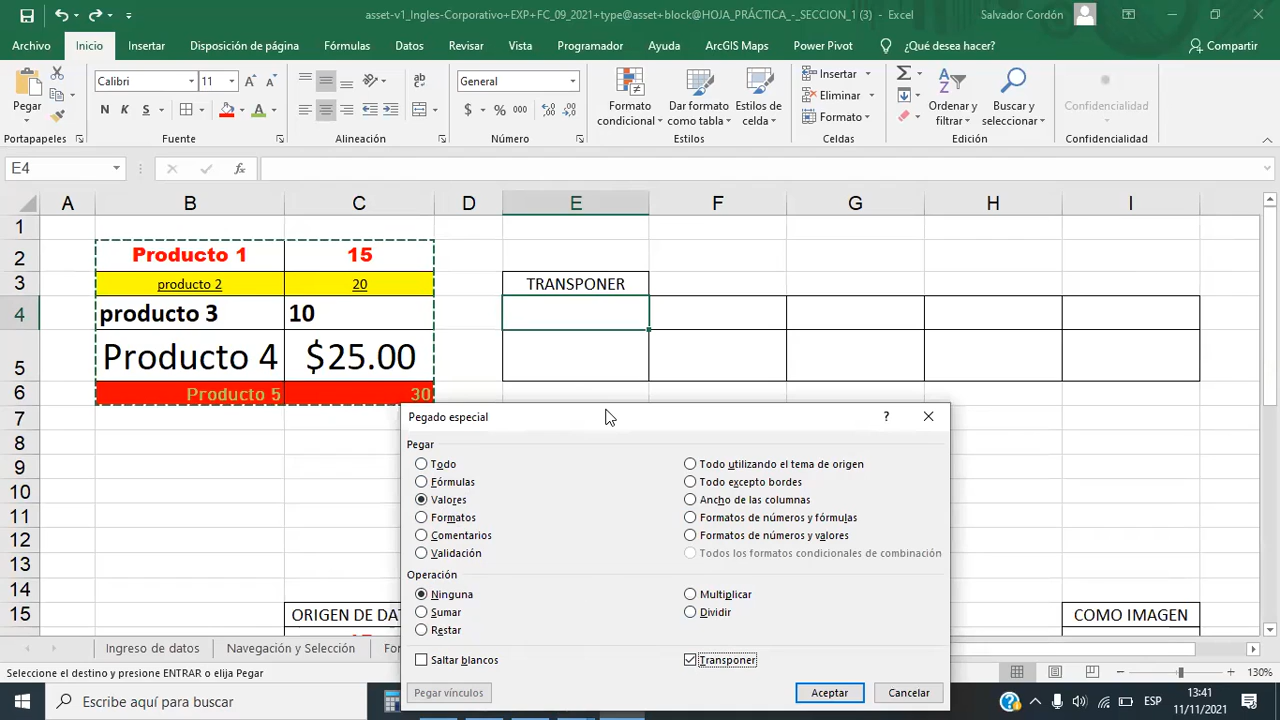 asset-v1_Ingles-Corporativo+EXP+FC_09_2021+type@asset+block@HOJA_PRÁCTICA_-_SECCION_1 (3) - Excel
Salvador Cordón
Archivo Inicio Insertar Disposición de página Fórmulas Datos Revisar Vista Programador Ayuda ArcGIS Maps Power Pivot ¿Qué desea hacer? Compartir
Calibri 11 General
Pegar
N K S
$ % 000
Formato condicional
Dar formato como tabla
Estilos de celda
Insertar
Eliminar
Formato
Ordenar y filtrar
Buscar y seleccionar
Confidencialidad
Portapapeles Fuente Alineación Número Estilos Celdas Edición Confidencialidad
E4 fx
A B C D E F G H I
1
2 Producto 1 15
3 producto 2 20 TRANSPONER
4 producto 3 10
5 Producto 4 $25.00
6 Producto 5 30
7
8
9
10
11
12
13
14
15 ORIGEN DE DAT COMO IMAGEN
Pegado especial ?
Pegar
Todo Todo utilizando el tema de origen
Fórmulas Todo excepto bordes
Valores Ancho de las columnas
Formatos Formatos de números y fórmulas
Comentarios Formatos de números y valores
Validación Todos los formatos condicionales de combinación
Operación
Ninguna Multiplicar
Sumar Dividir
Restar
Saltar blancos Transponer
Pegar vínculos Aceptar Cancelar
Ingreso de datos Navegación y Selección For
Seleccione el destino y presione ENTRAR o elija Pegar
130%
Escribe aquí para buscar
ESP
13:41
11/11/2021